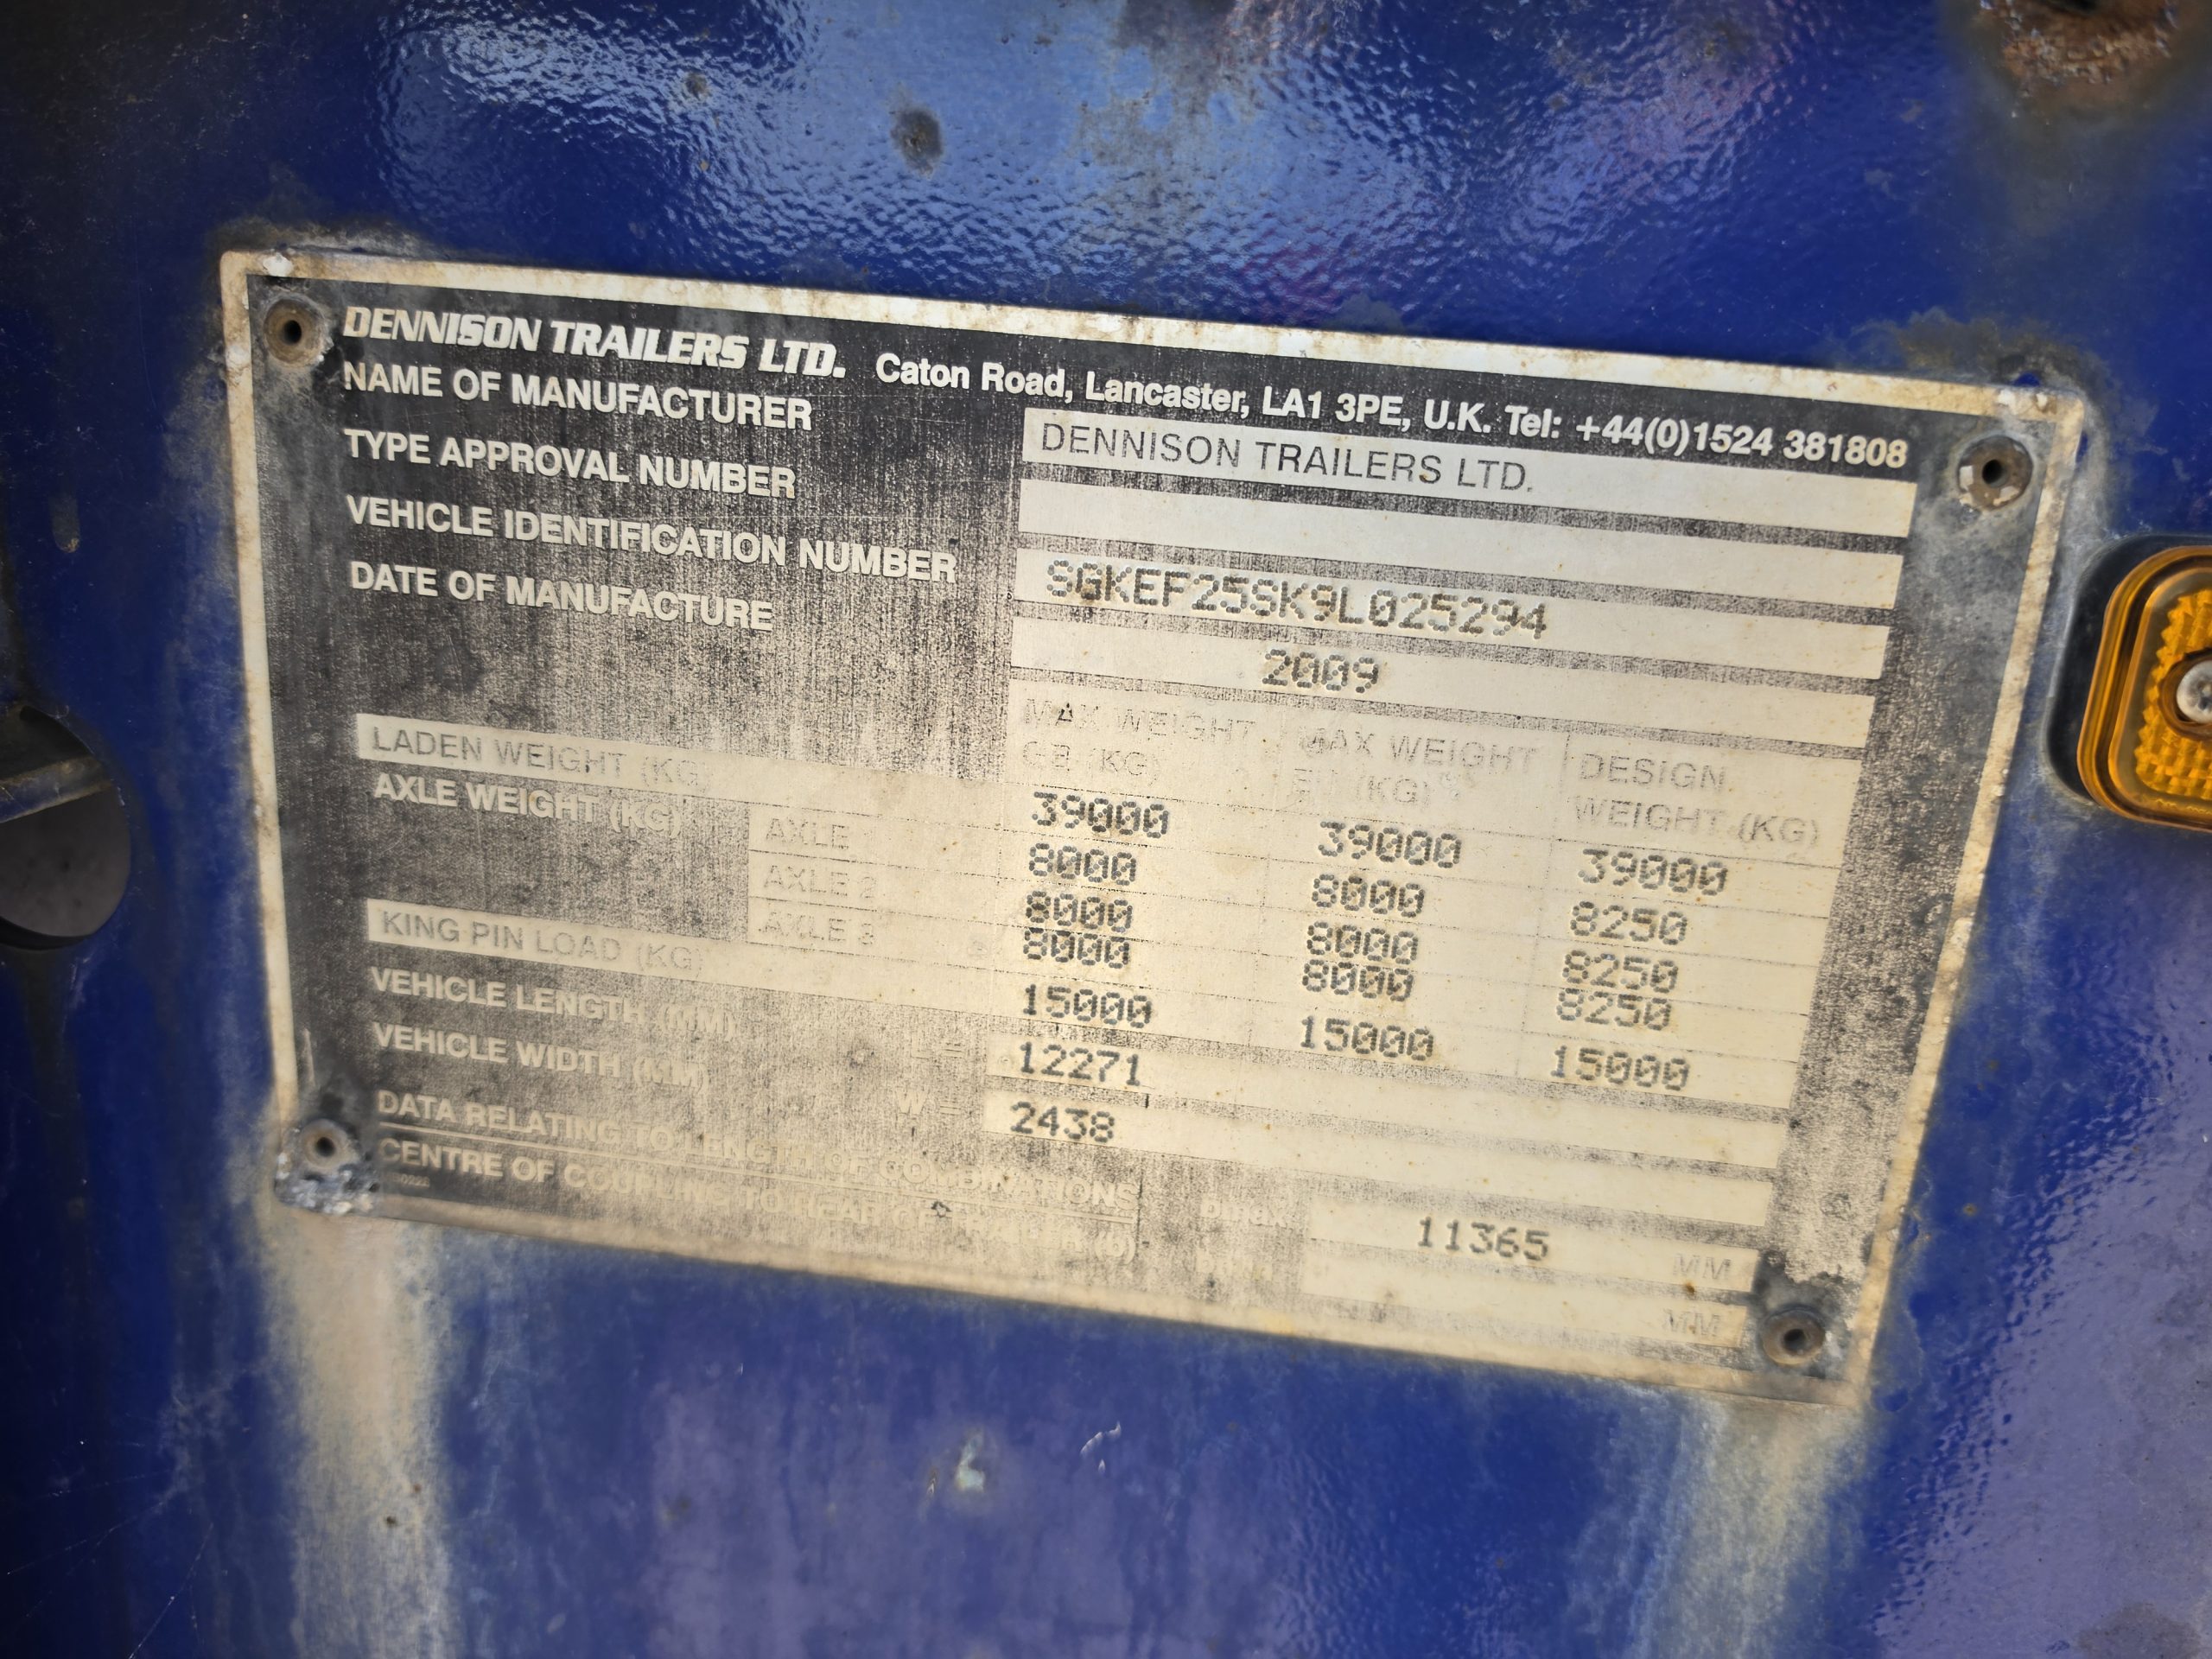 DENNISON TRAILERS LTD. Caton Road, Lancaster, LA1 3PE, U.K. Tel: +44(0)1524 381808
NAME OF MANUFACTURER DENNISON TRAILERS LTD.
TYPE APPROVAL NUMBER
VEHICLE IDENTIFICATION NUMBER SGKEF25SK9L025294
DATE OF MANUFACTURE 2009
MAX WEIGHT GB (KG) MAX WEIGHT EU (KG) DESIGN WEIGHT (KG)
LADEN WEIGHT (KG) 39000 39000 39000
AXLE WEIGHT (KG) AXLE 8000 8000 8250
AXLE 2 8000 8000 8250
AXLE 3 8000 8000 8250
KING PIN LOAD (KG) 15000 15000 15000
VEHICLE LENGTH (MM) L = 12271
VEHICLE WIDTH (MM) W = 2438
DATA RELATING TO LENGTH OF COMBINATIONS
CENTRE OF COUPLING TO REAR OF 11365 MM
MM